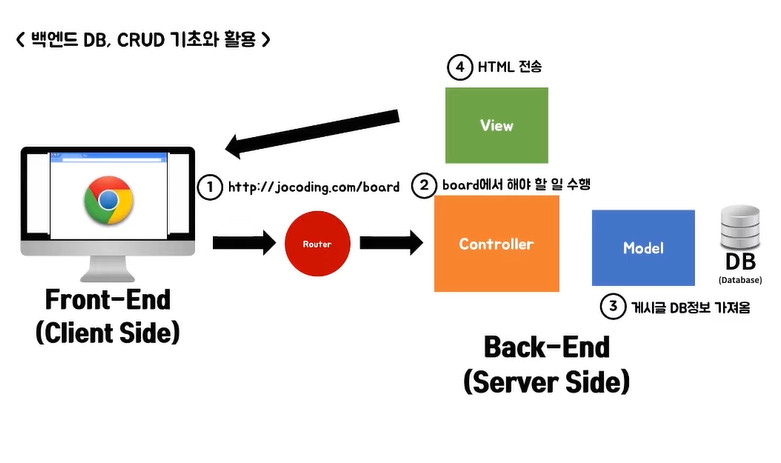 < 백엔드 DB, CRUD 기초와 활용 >
④ HTML 전송
View
① http://jocoding.com/board
② board에서 해야 할 일 수행
Router
Controller
Model
DB
(Database)
③ 게시글 DB정보 가져옴
Front-End
(Client Side)
Back-End
(Server Side)